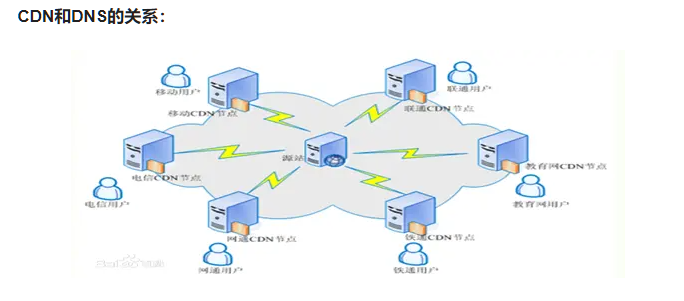 CDN和DNS的关系：
移动用户
联通用户
移动CDN节点
联通CDN节点
源站
电信CDN节点
教育网CDN节点
电信用户
教育网用户
网通CDN节点
铁通CDN节点
网通用户
铁通用户
Bai